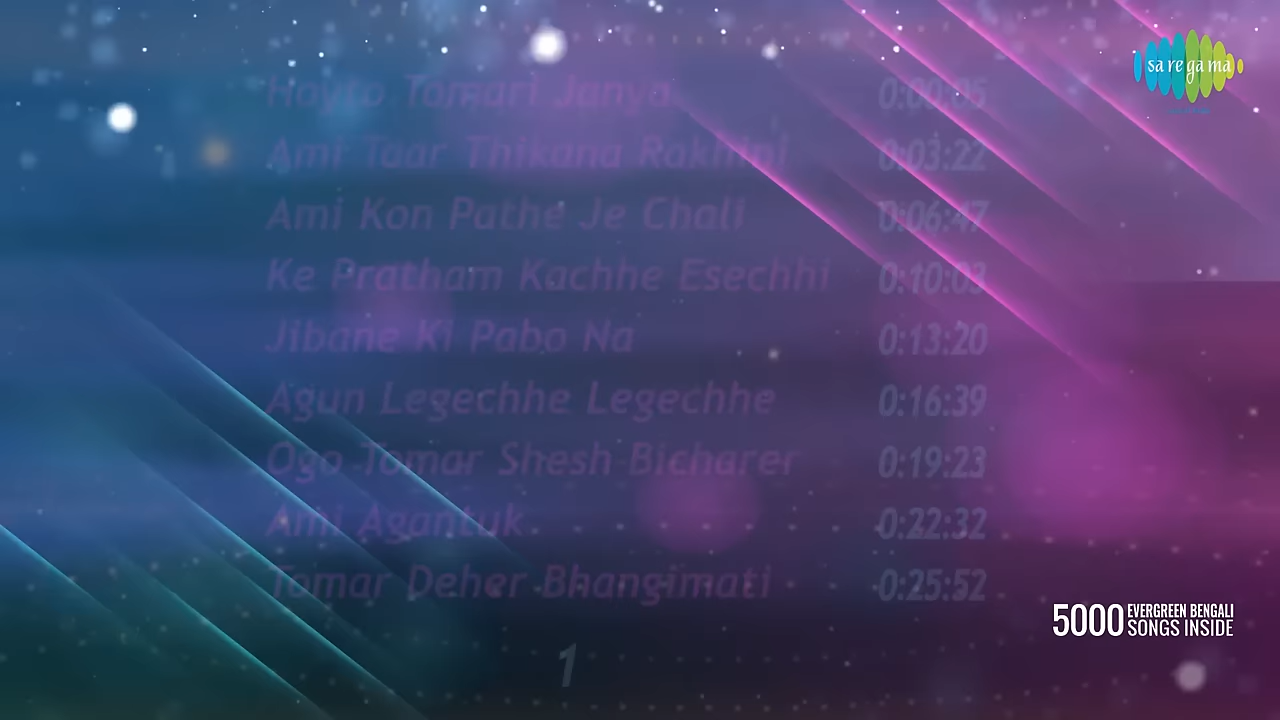 sa re ga ma
Hayto Tomari Janya 0:00:05
Ami Taar Thikana Rakhini 0:03:22
Ami Kon Pathe Je Chali 0:06:47
Ke Pratham Kachhe Esechhi 0:10:03
Jibane Ki Pabo Na 0:13:20
Agun Legechhe Legechhe 0:16:39
Ogo Tomar Shesh Bicharer 0:19:23
Ami Agantuk 0:22:32
Tomar Deher Bhangimati 0:25:52
5000 EVERGREEN BENGALI
SONGS INSIDE
1